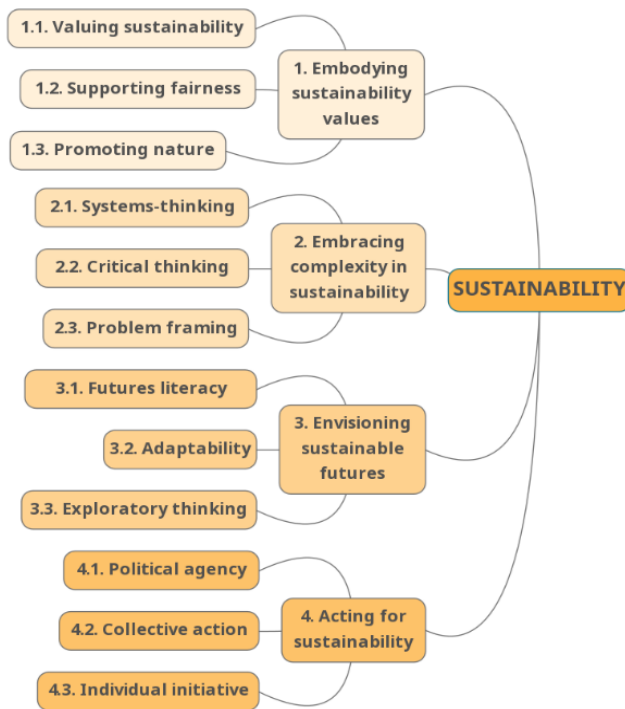 1.1. Valuing sustainability
1.2. Supporting fairness
1.3. Promoting nature
1. Embodying
sustainability
values
2.1. Systems-thinking
2.2. Critical thinking
2.3. Problem framing
2. Embracing
complexity in
sustainability
SUSTAINABILITY
3.1. Futures literacy
3.2. Adaptability
3.3. Exploratory thinking
3. Envisioning
sustainable
futures
4.1. Political agency
4.2. Collective action
4.3. Individual initiative
4. Acting for
sustainability